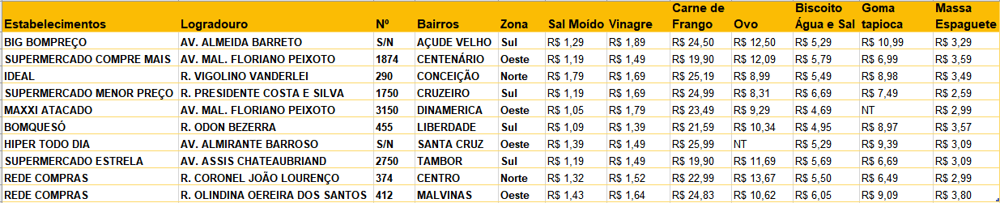 Estabelecimentos Logradouro Nº Bairros Zona Sal Moído Vinagre Carne de Frango Ovo Biscoito Água e Sal Goma tapioca Massa Espaguete
BIG BOMPREÇO AV. ALMEIDA BARRETO S/N AÇUDE VELHO Sul R$ 1,29 R$ 1,89 R$ 24,50 R$ 12,50 R$ 5,29 R$ 10,99 R$ 3,29
SUPERMERCADO COMPRE MAIS AV. MAL. FLORIANO PEIXOTO 1874 CENTENÁRIO Oeste R$ 1,19 R$ 1,49 R$ 19,90 R$ 12,09 R$ 5,79 R$ 6,99 R$ 3,59
IDEAL R. VIGOLINO VANDERLEI 290 CONCEIÇÃO Norte R$ 1,79 R$ 1,69 R$ 25,19 R$ 8,99 R$ 5,49 R$ 8,98 R$ 3,49
SUPERMERCADO MENOR PREÇO R. PRESIDENTE COSTA E SILVA 1750 CRUZEIRO Sul R$ 1,19 R$ 1,69 R$ 24,99 R$ 8,31 R$ 6,69 R$ 7,49 R$ 2,59
MAXXI ATACADO AV. MAL. FLORIANO PEIXOTO 3150 DINAMERICA Oeste R$ 1,05 R$ 1,79 R$ 23,49 R$ 9,29 R$ 4,69 NT R$ 2,99
BOMQUESÓ R. ODON BEZERRA 455 LIBERDADE Sul R$ 1,09 R$ 1,39 R$ 21,59 R$ 10,34 R$ 4,95 R$ 8,97 R$ 3,57
HIPER TODO DIA AV. ALMIRANTE BARROSO S/N SANTA CRUZ Oeste R$ 1,39 R$ 1,49 R$ 25,99 NT R$ 5,29 R$ 9,39 R$ 3,09
SUPERMERCADO ESTRELA AV. ASSIS CHATEAUBRIAND 2750 TAMBOR Sul R$ 1,19 R$ 1,49 R$ 19,90 R$ 11,69 R$ 5,69 R$ 6,69 R$ 3,09
REDE COMPRAS R. CORONEL JOÃO LOURENÇO 374 CENTRO Norte R$ 1,32 R$ 1,52 R$ 22,99 R$ 13,67 R$ 5,50 R$ 6,49 R$ 2,99
REDE COMPRAS R. OLINDINA OEREIRA DOS SANTOS 412 MALVINAS Oeste R$ 1,43 R$ 1,64 R$ 24,83 R$ 10,62 R$ 6,05 R$ 9,09 R$ 3,80